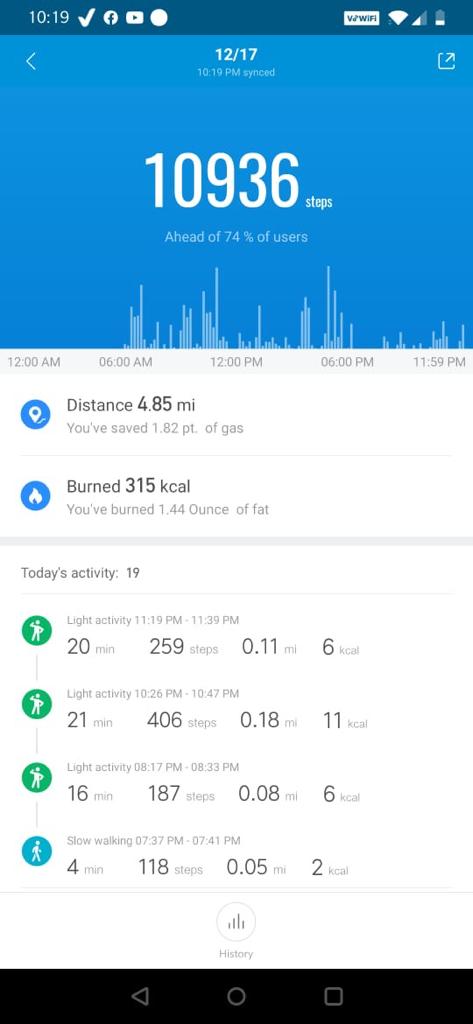 10:19 VoWiFi
12/17
10:19 PM synced
10936 steps
Ahead of 74 % of users
12:00 AM 06:00 AM 12:00 PM 06:00 PM 11:59 PM
Distance 4.85 mi
You've saved 1.82 pt. of gas
Burned 315 kcal
You've burned 1.44 Ounce of fat
Today's activity: 19
Light activity 11:19 PM - 11:39 PM
20 min 259 steps 0.11 mi 6 kcal
Light activity 10:26 PM - 10:47 PM
21 min 406 steps 0.18 mi 11 kcal
Light activity 08:17 PM - 08:33 PM
16 min 187 steps 0.08 mi 6 kcal
Slow walking 07:37 PM - 07:41 PM
4 min 118 steps 0.05 mi 2 kcal
History